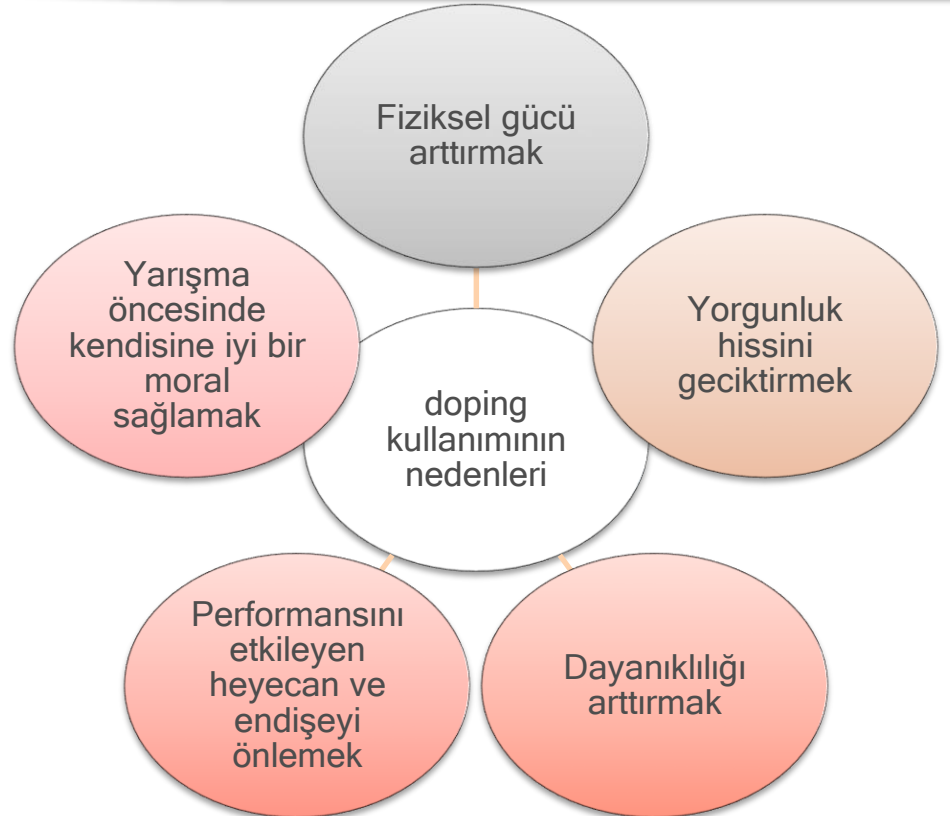 Fiziksel gücü
arttırmak
Yorgunluk
hissini
geciktirmek
Dayanıklılığı
arttırmak
Performansını
etkileyen
heyecan ve
endişeyi
önlemek
Yarışma
öncesinde
kendisine iyi bir
moral
sağlamak
doping
kullanımının
nedenleri